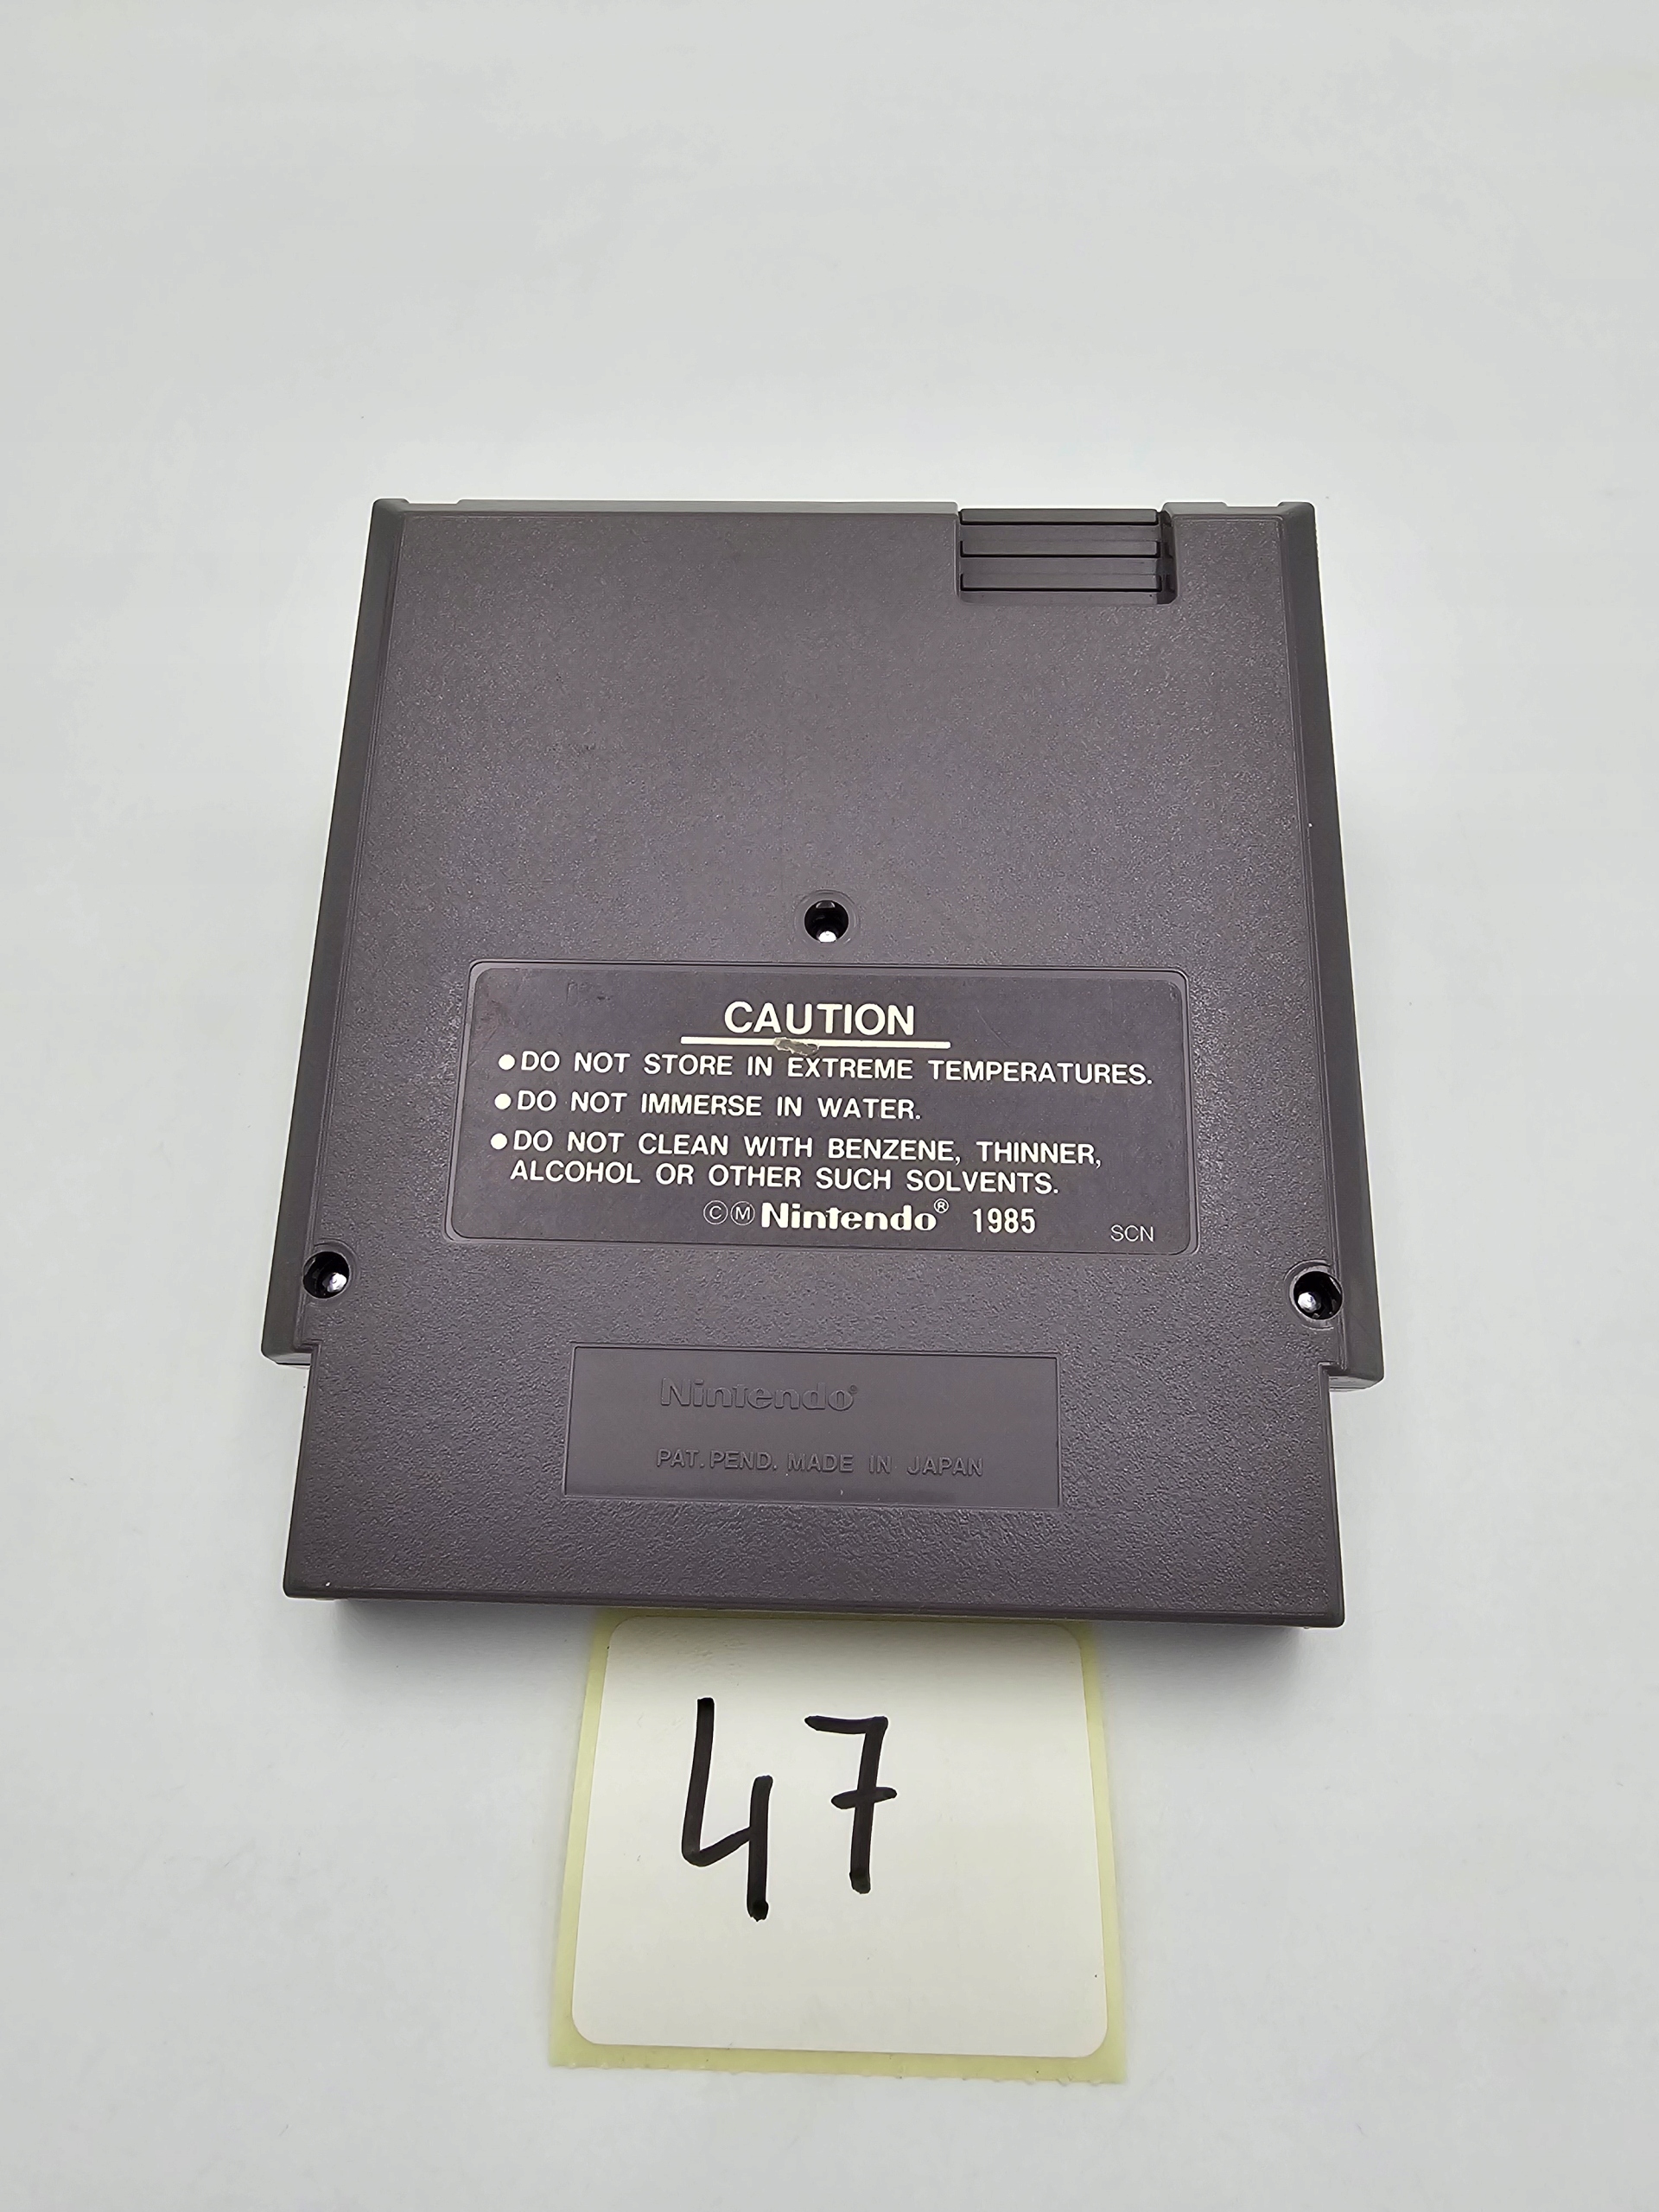 CAUTION
●DO NOT STORE IN EXTREME TEMPERATURES.
●DO NOT IMMERSE IN WATER.
●DO NOT CLEAN WITH BENZENE, THINNER,
ALCOHOL OR OTHER SUCH SOLVENTS.
ⒸⓂNintendo® 1985
SCN
Nintendo®
PAT. PEND. MADE IN JAPAN
47